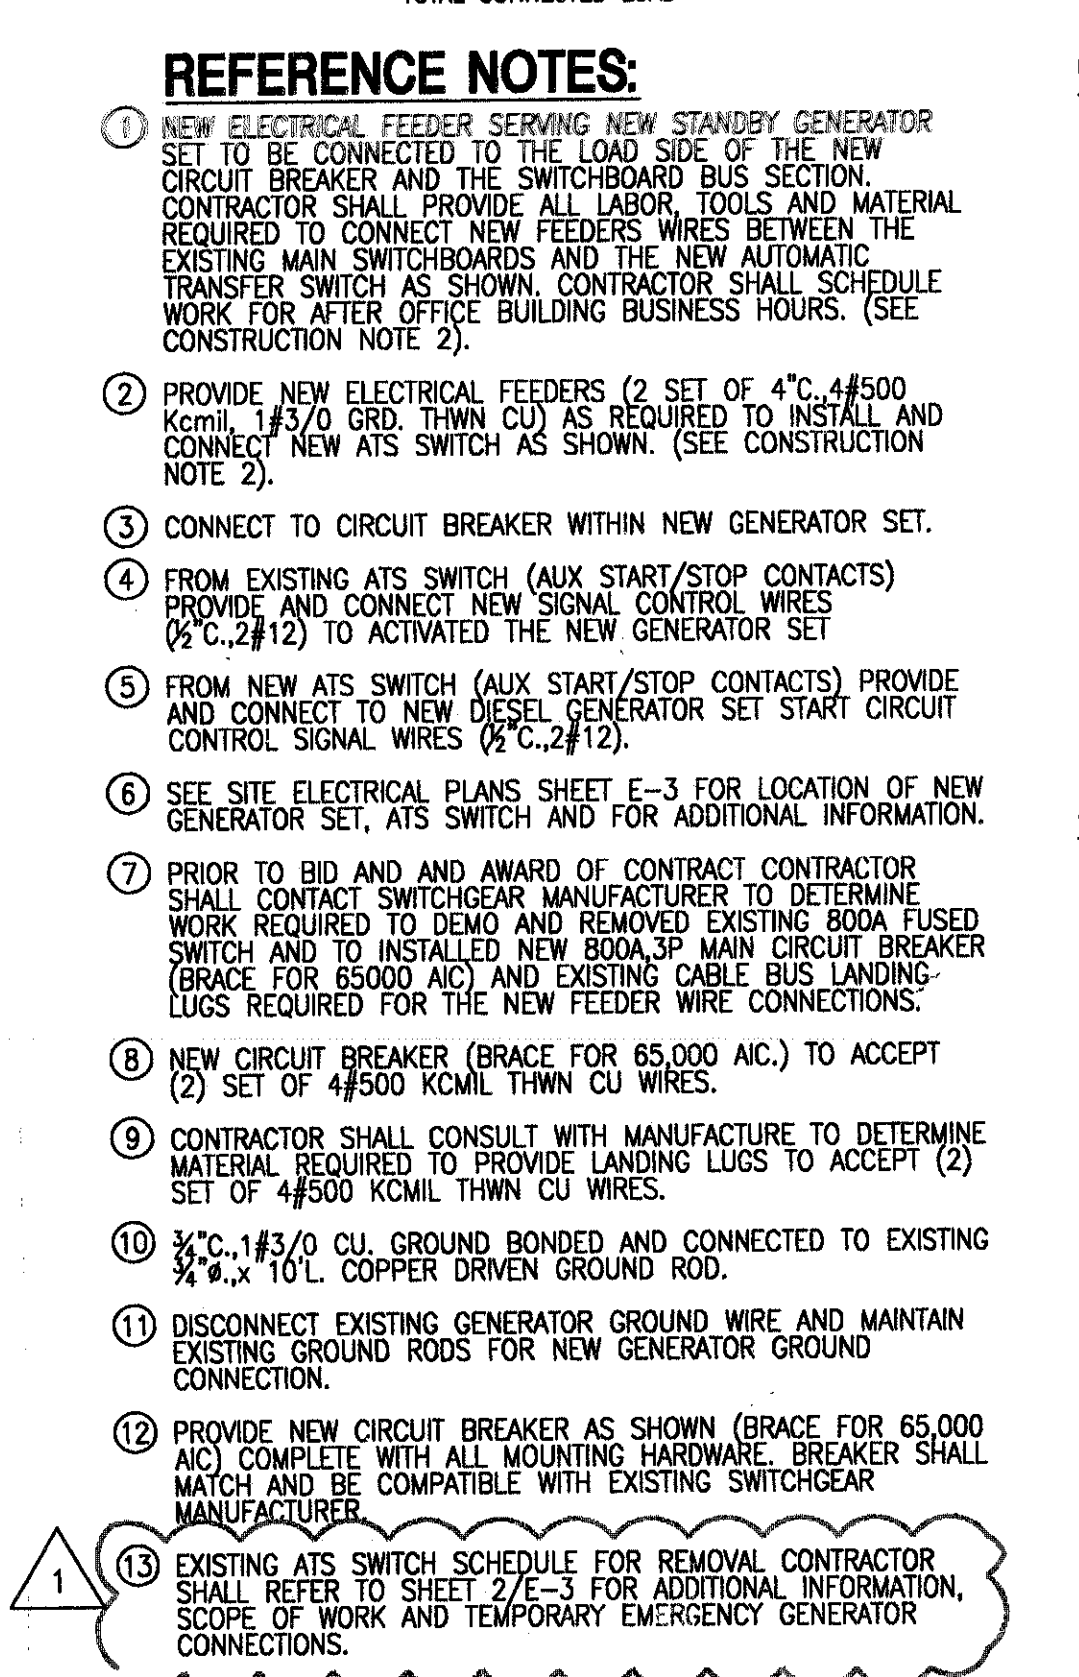 TOTAL CONNECTED LOAD
REFERENCE NOTES:
1 NEW ELECTRICAL FEEDER SERVING NEW STANDBY GENERATOR
SET TO BE CONNECTED TO THE LOAD SIDE OF THE NEW
CIRCUIT BREAKER AND THE SWITCHBOARD BUS SECTION.
CONTRACTOR SHALL PROVIDE ALL LABOR, TOOLS AND MATERIAL
REQUIRED TO CONNECT NEW FEEDERS WIRES BETWEEN THE
EXISTING MAIN SWITCHBOARDS AND THE NEW AUTOMATIC
TRANSFER SWITCH AS SHOWN. CONTRACTOR SHALL SCHEDULE
WORK FOR AFTER OFFICE BUILDING BUSINESS HOURS. (SEE
CONSTRUCTION NOTE 2).
2 PROVIDE NEW ELECTRICAL FEEDERS (2 SET OF 4"C.,4#500
Kcmil, 1#3/0 GRD. THWN CU) AS REQUIRED TO INSTALL AND
CONNECT NEW ATS SWITCH AS SHOWN. (SEE CONSTRUCTION
NOTE 2).
3 CONNECT TO CIRCUIT BREAKER WITHIN NEW GENERATOR SET.
4 FROM EXISTING ATS SWITCH (AUX START/STOP CONTACTS)
PROVIDE AND CONNECT NEW SIGNAL CONTROL WIRES
(½"C.,2#12) TO ACTIVATED THE NEW GENERATOR SET
5 FROM NEW ATS SWITCH (AUX START/STOP CONTACTS) PROVIDE
AND CONNECT TO NEW DIESEL GENERATOR SET START CIRCUIT
CONTROL SIGNAL WIRES (½"C.,2#12).
6 SEE SITE ELECTRICAL PLANS SHEET E-3 FOR LOCATION OF NEW
GENERATOR SET, ATS SWITCH AND FOR ADDITIONAL INFORMATION.
7 PRIOR TO BID AND AND AWARD OF CONTRACT CONTRACTOR
SHALL CONTACT SWITCHGEAR MANUFACTURER TO DETERMINE
WORK REQUIRED TO DEMO AND REMOVED EXISTING 800A FUSED
SWITCH AND TO INSTALLED NEW 800A,3P MAIN CIRCUIT BREAKER
(BRACE FOR 65000 AIC) AND EXISTING CABLE BUS LANDING
LUGS REQUIRED FOR THE NEW FEEDER WIRE CONNECTIONS.
8 NEW CIRCUIT BREAKER (BRACE FOR 65,000 AIC.) TO ACCEPT
(2) SET OF 4#500 KCMIL THWN CU WIRES.
9 CONTRACTOR SHALL CONSULT WITH MANUFACTURE TO DETERMINE
MATERIAL REQUIRED TO PROVIDE LANDING LUGS TO ACCEPT (2)
SET OF 4#500 KCMIL THWN CU WIRES.
10 ¾"C.,1#3/0 CU. GROUND BONDED AND CONNECTED TO EXISTING
¾"ø.,x 10'L. COPPER DRIVEN GROUND ROD.
11 DISCONNECT EXISTING GENERATOR GROUND WIRE AND MAINTAIN
EXISTING GROUND RODS FOR NEW GENERATOR GROUND
CONNECTION.
12 PROVIDE NEW CIRCUIT BREAKER AS SHOWN (BRACE FOR 65,000
AIC) COMPLETE WITH ALL MOUNTING HARDWARE. BREAKER SHALL
MATCH AND BE COMPATIBLE WITH EXISTING SWITCHGEAR
MANUFACTURER.
1 13 EXISTING ATS SWITCH SCHEDULE FOR REMOVAL CONTRACTOR
SHALL REFER TO SHEET 2/E-3 FOR ADDITIONAL INFORMATION,
SCOPE OF WORK AND TEMPORARY EMERGENCY GENERATOR
CONNECTIONS.